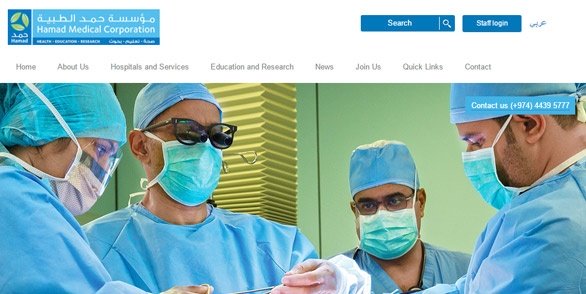 مؤسسة حمد الطبية
Hamad Medical Corporation
حمد
Hamad
HEALTH • EDUCATION • RESEARCH
صحة • تعليم • بحوث
Search
Staff login
عربي
Home
About Us
Hospitals and Services
Education and Research
News
Join Us
Quick Links
Contact
Contact us (+974) 4439 5777